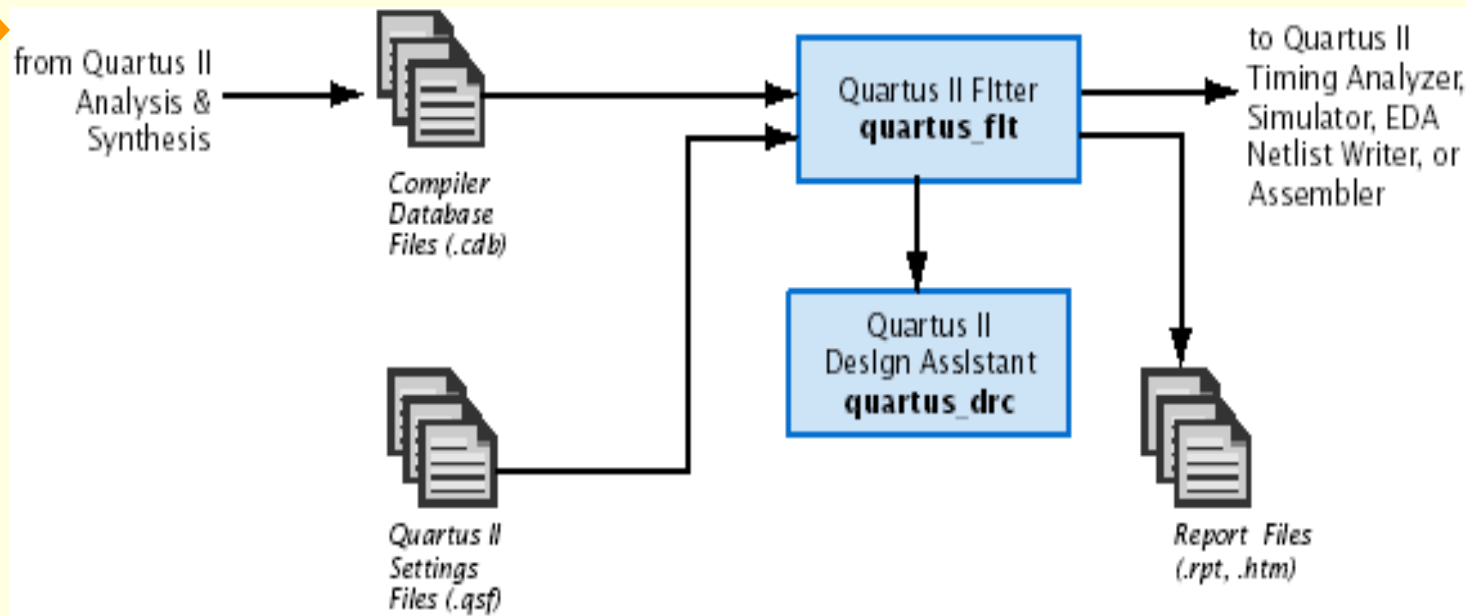 from Quartus II
Analysis &
Synthesis
Compiler
Database
Files (.cdb)
Quartus II Fitter
quartus_fit
to Quartus II
Timing Analyzer,
Simulator, EDA
Netlist Writer, or
Assembler
Quartus II
Design Assistant
quartus_drc
Quartus II
Settings
Files (.qsf)
Report Files
(.rpt, .htm)